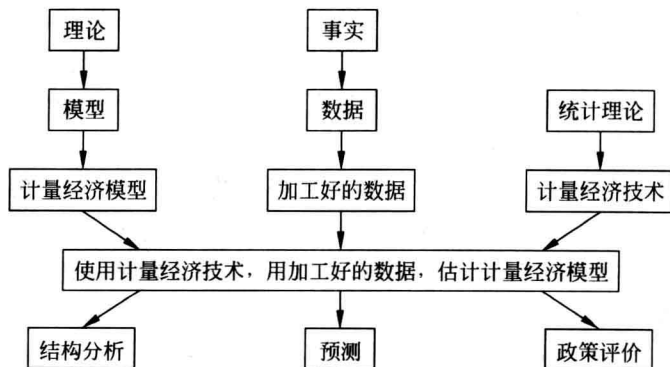 理论
事实
模型
数据
统计理论
计量经济模型
加工好的数据
计量经济技术
使用计量经济技术，用加工好的数据，估计计量经济模型
结构分析
预测
政策评价